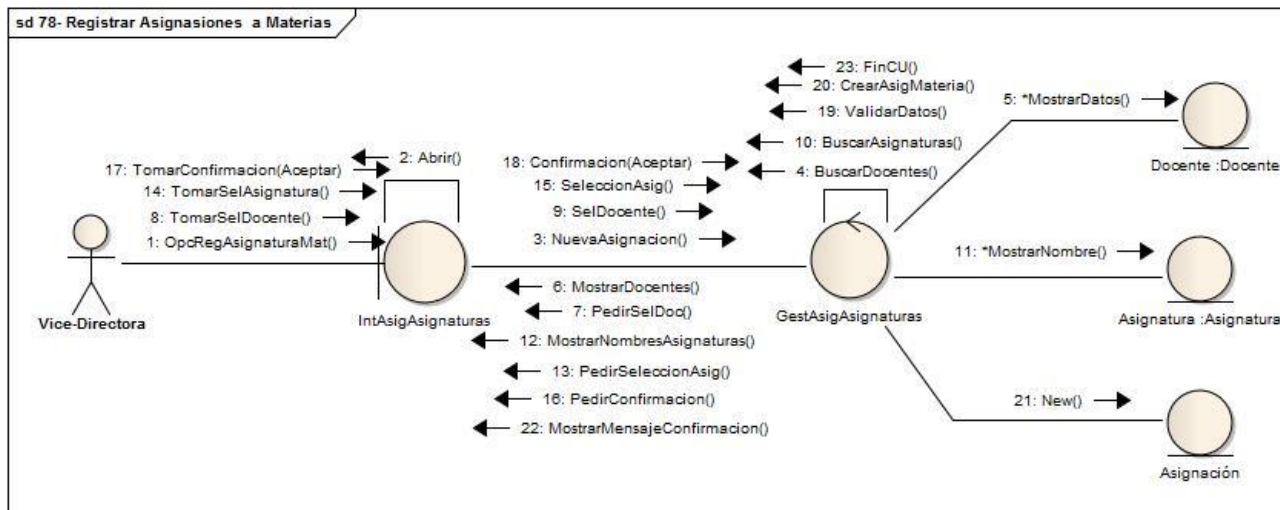 sd 78- Registrar Asignasiones  a Materias
23: FinCU()
20: CrearAsigMateria()
5: *MostrarDatos()
19: ValidarDatos()
2: Abrir()
10: BuscarAsignaturas()
17: TomarConfirmacion(Aceptar)
18: Confirmacion(Aceptar)
Docente :Docente
14: TomarSelAsignatura()
15: SeleccionAsig()
4: BuscarDocentes()
8: TomarSelDocente()
9: SelDocente()
1: OpcRegAsignaturaMat()
3: NuevaAsignacion()
11: *MostrarNombre()
6: MostrarDocentes()
7: PedirSelDoc()
Vice-Directora
IntAsigAsignaturas
GestAsigAsignaturas
Asignatura :Asignatura
12: MostrarNombresAsignaturas()
13: PedirSeleccionAsig()
16: PedirConfirmacion()
21: New()
22: MostrarMensajeConfirmacion()
Asignación